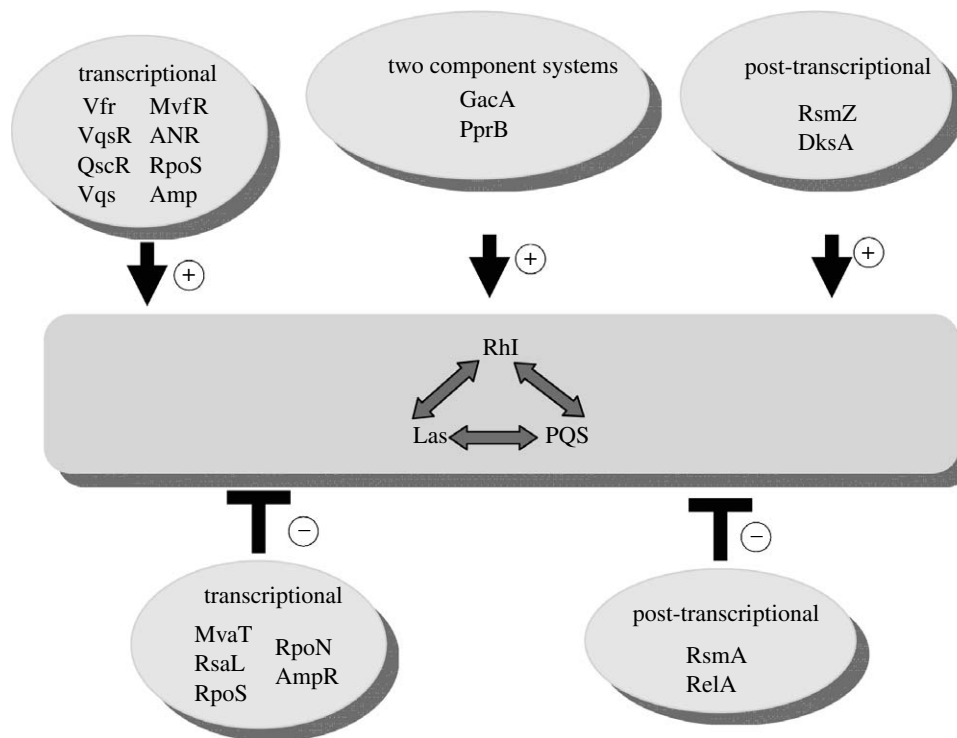 transcriptional
Vfr MvfR
VqsR ANR
QscR RpoS
Vqs Amp
two component systems
GacA
PprB
post-transcriptional
RsmZ
DksA
+
+
+
RhI
Las PQS
−
−
transcriptional
MvaT
RsaL
RpoS
RpoN
AmpR
post-transcriptional
RsmA
RelA